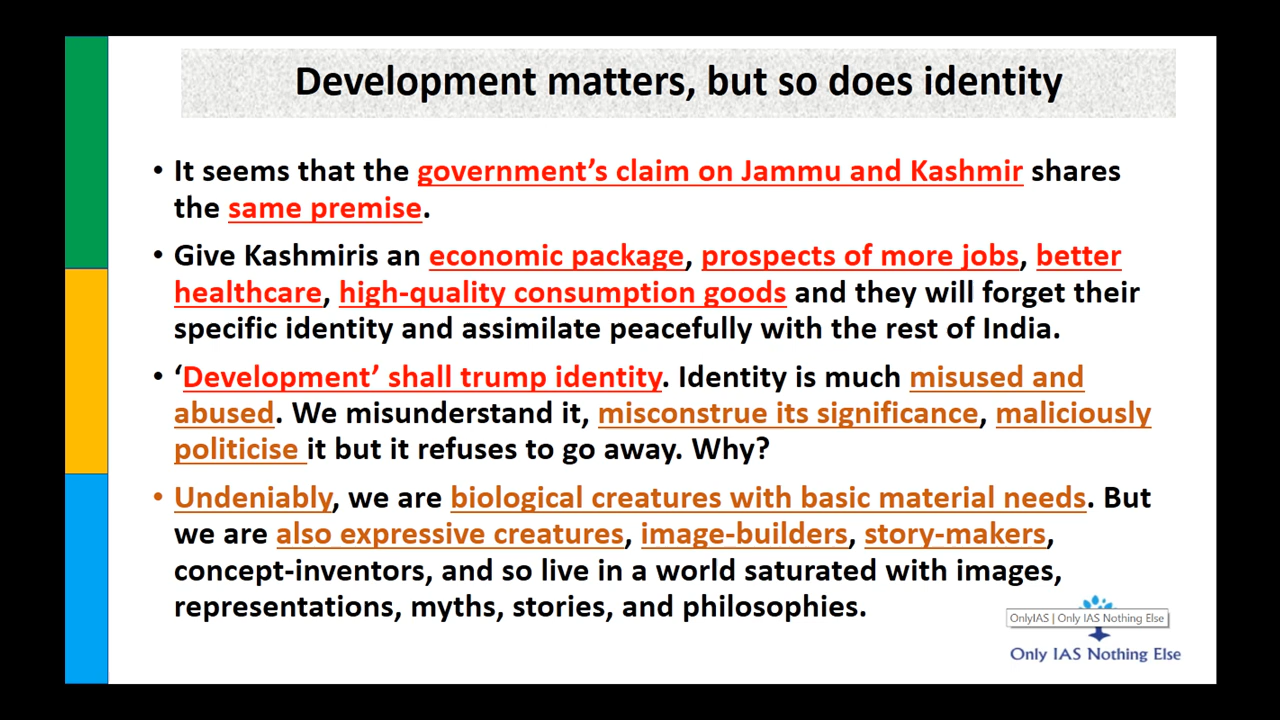 Development matters, but so does identity
• It seems that the government’s claim on Jammu and Kashmir shares
the same premise.
• Give Kashmiris an economic package, prospects of more jobs, better
healthcare, high-quality consumption goods and they will forget their
specific identity and assimilate peacefully with the rest of India.
• ‘Development’ shall trump identity. Identity is much misused and
abused. We misunderstand it, misconstrue its significance, maliciously
politicise it but it refuses to go away. Why?
• Undeniably, we are biological creatures with basic material needs. But
we are also expressive creatures, image-builders, story-makers,
concept-inventors, and so live in a world saturated with images,
representations, myths, stories, and philosophies.
OnlyIAS | Only IAS Nothing Else
Only IAS Nothing Else